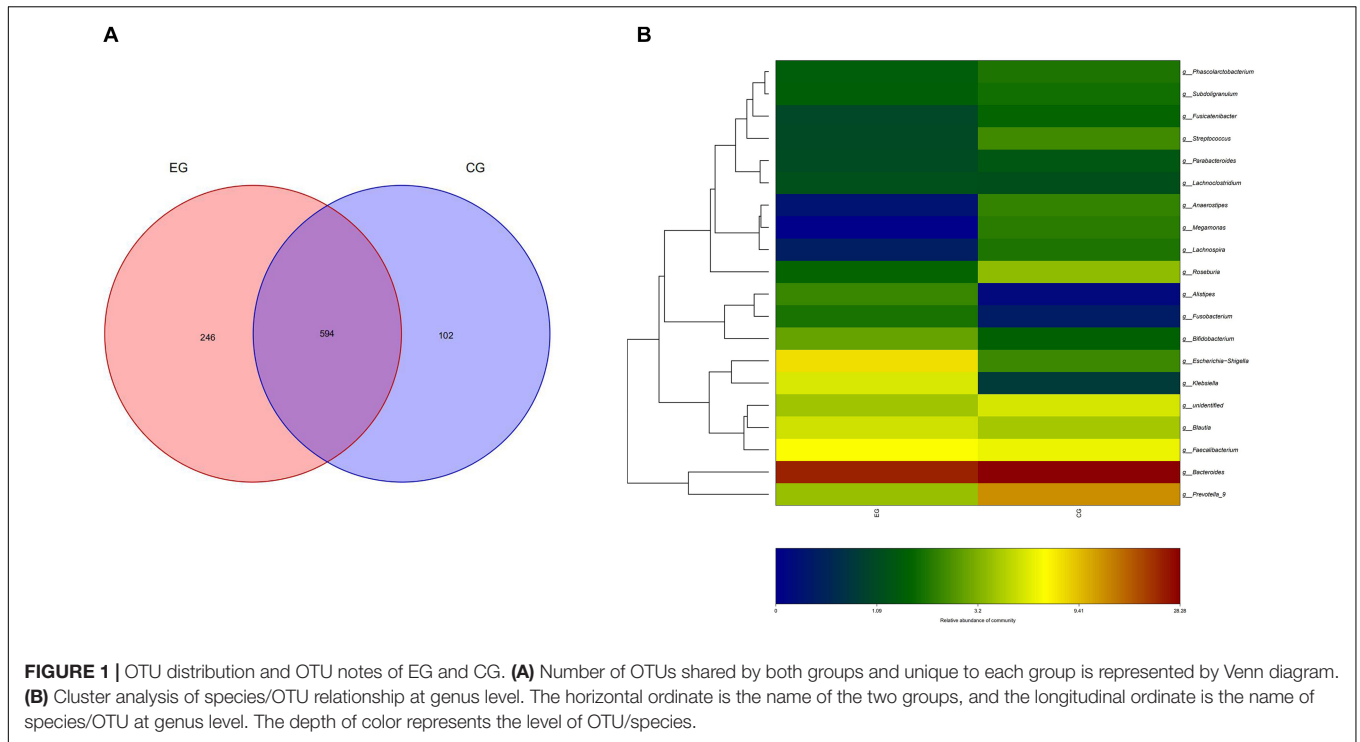 A
EG
CG
246
594
102
B
g__Phascolarctobacterium
g__Subdoligranulum
g__Fusicatenibacter
g__Streptococcus
g__Parabacteroides
g__Lachnoclostridium
g__Anaerostipes
g__Megamonas
g__Lachnospira
g__Roseburia
g__Alistipes
g__Fusobacterium
g__Bifidobacterium
g__Escherichia-Shigella
g__Klebsiella
g__unidentified
g__Blautia
g__Faecalibacterium
g__Bacteroides
g__Prevotella_9
EG
CG
0 1.09 3.2 9.41 28.28
Relative abundance of community
FIGURE 1 | OTU distribution and OTU notes of EG and CG. (A) Number of OTUs shared by both groups and unique to each group is represented by Venn diagram.
(B) Cluster analysis of species/OTU relationship at genus level. The horizontal ordinate is the name of the two groups, and the longitudinal ordinate is the name of
species/OTU at genus level. The depth of color represents the level of OTU/species.